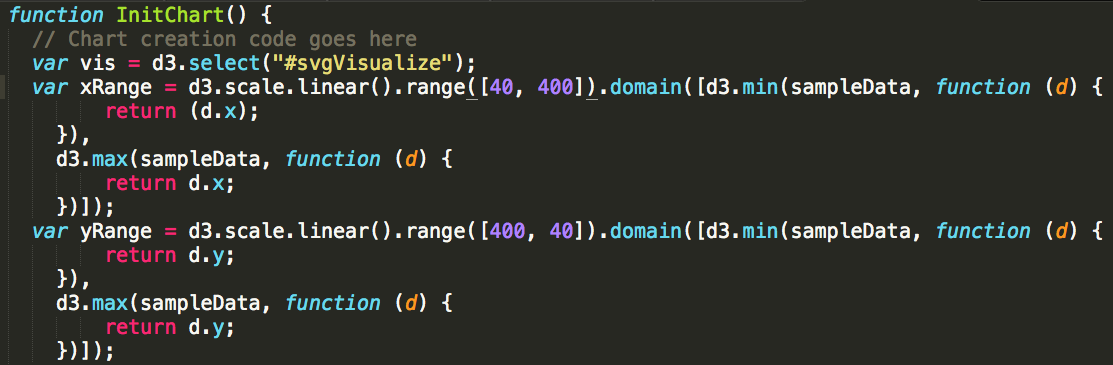 function InitChart() {
  // Chart creation code goes here
  var vis = d3.select("#svgVisualize");
  var xRange = d3.scale.linear().range([40, 400]).domain([d3.min(sampleData, function (d) {
        return (d.x);
    }),
    d3.max(sampleData, function (d) {
        return d.x;
    })]);
  var yRange = d3.scale.linear().range([400, 40]).domain([d3.min(sampleData, function (d) {
        return d.y;
    }),
    d3.max(sampleData, function (d) {
        return d.y;
    })]);